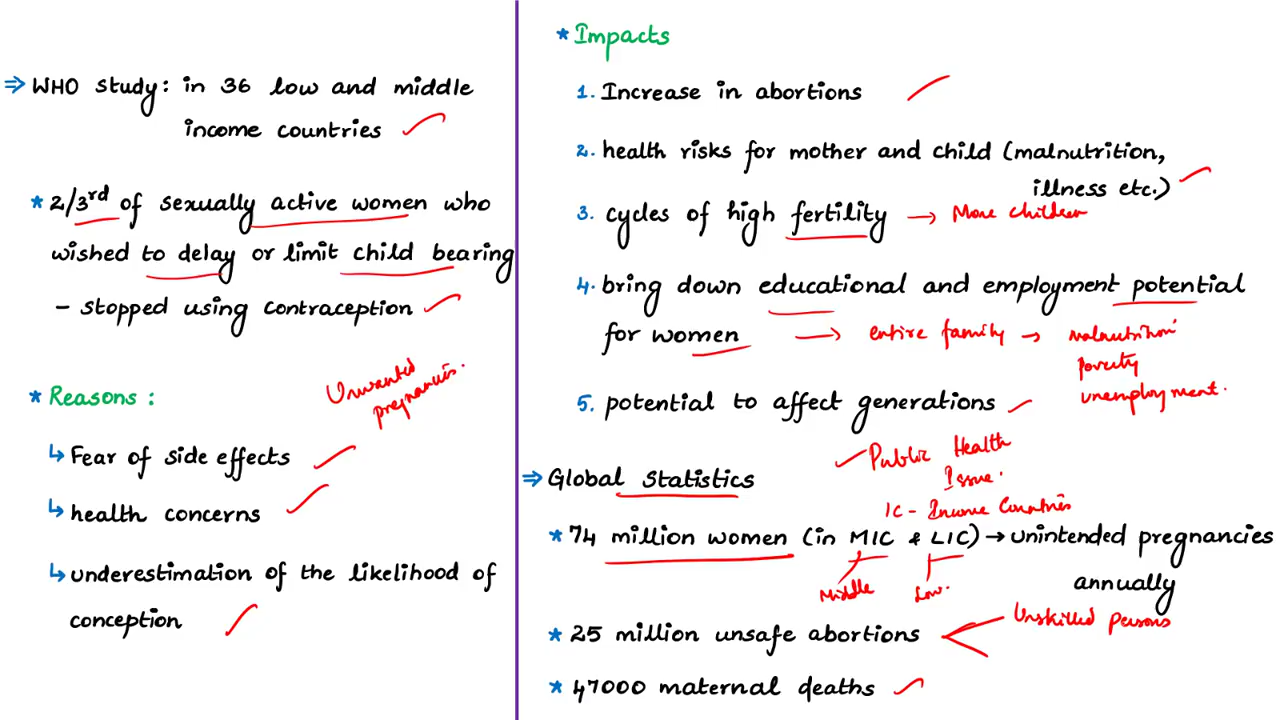 ⇒ WHO study: in 36 low and middle
income countries
* 2/3rd of sexually active women who
wished to delay or limit child bearing
- stopped using contraception
Unwanted
pregnancies.
* Reasons :
↳ Fear of side effects
↳ health concerns
↳ underestimation of the likelihood of
conception
* Impacts
1. Increase in abortions
2. health risks for mother and child (malnutrition,
illness etc.)
3. cycles of high fertility → More children
4. bring down educational and employment potential
for women → entire family → malnutrition
poverty
unemployment.
5. potential to affect generations
Public Health
Issue.
⇒ Global Statistics
IC - Income Countries
* 74 million women (in MIC & LIC) → unintended pregnancies
annually
Middle Low.
Unskilled persons
* 25 million unsafe abortions
* 47000 maternal deaths